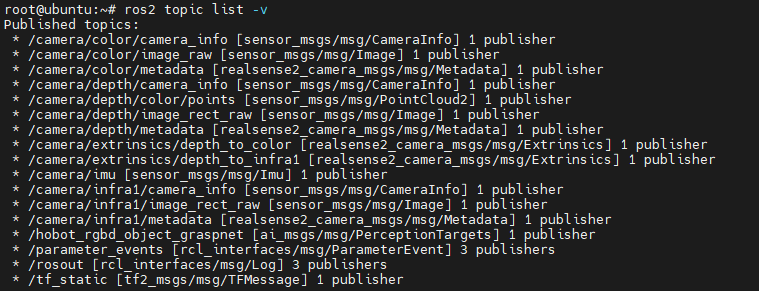 root@ubuntu:~# ros2 topic list -v
Published topics:
 * /camera/color/camera_info [sensor_msgs/msg/CameraInfo] 1 publisher
 * /camera/color/image_raw [sensor_msgs/msg/Image] 1 publisher
 * /camera/color/metadata [realsense2_camera_msgs/msg/Metadata] 1 publisher
 * /camera/depth/camera_info [sensor_msgs/msg/CameraInfo] 1 publisher
 * /camera/depth/color/points [sensor_msgs/msg/PointCloud2] 1 publisher
 * /camera/depth/image_rect_raw [sensor_msgs/msg/Image] 1 publisher
 * /camera/depth/metadata [realsense2_camera_msgs/msg/Metadata] 1 publisher
 * /camera/extrinsics/depth_to_color [realsense2_camera_msgs/msg/Extrinsics] 1 publisher
 * /camera/extrinsics/depth_to_infra1 [realsense2_camera_msgs/msg/Extrinsics] 1 publisher
 * /camera/imu [sensor_msgs/msg/Imu] 1 publisher
 * /camera/infra1/camera_info [sensor_msgs/msg/CameraInfo] 1 publisher
 * /camera/infra1/image_rect_raw [sensor_msgs/msg/Image] 1 publisher
 * /camera/infra1/metadata [realsense2_camera_msgs/msg/Metadata] 1 publisher
 * /hobot_rgbd_object_graspnet [ai_msgs/msg/PerceptionTargets] 1 publisher
 * /parameter_events [rcl_interfaces/msg/ParameterEvent] 3 publishers
 * /rosout [rcl_interfaces/msg/Log] 3 publishers
 * /tf_static [tf2_msgs/msg/TFMessage] 1 publisher